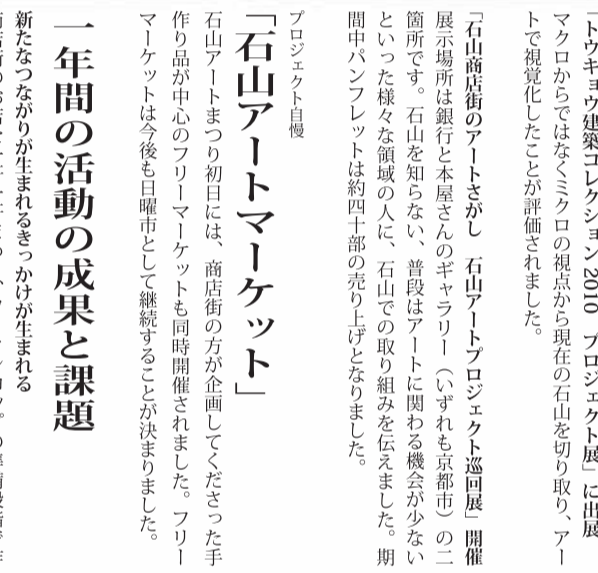 「トウキョウ建築コレクション2010　プロジェクト展」に出展
マクロからではなくミクロの視点から現在の石山を切り取り、アー
トで視覚化したことが評価されました。
「石山商店街のアートさがし　石山アートプロジェクト巡回展」開催
展示場所は銀行と本屋さんのギャラリー（いずれも京都市）の二
箇所です。石山を知らない、普段はアートに関わる機会が少ない
といった様々な領域の人に、石山での取り組みを伝えました。期
間中パンフレットは約四十部の売り上げとなりました。
プロジェクト自慢
「石山アートマーケット」
石山アートまつり初日には、商店街の方が企画してくださった手
作り品が中心のフリーマーケットも同時開催されました。フリー
マーケットは今後も日曜市として継続することが決まりました。
一年間の活動の成果と課題
新たなつながりが生まれるきっかけが生まれる